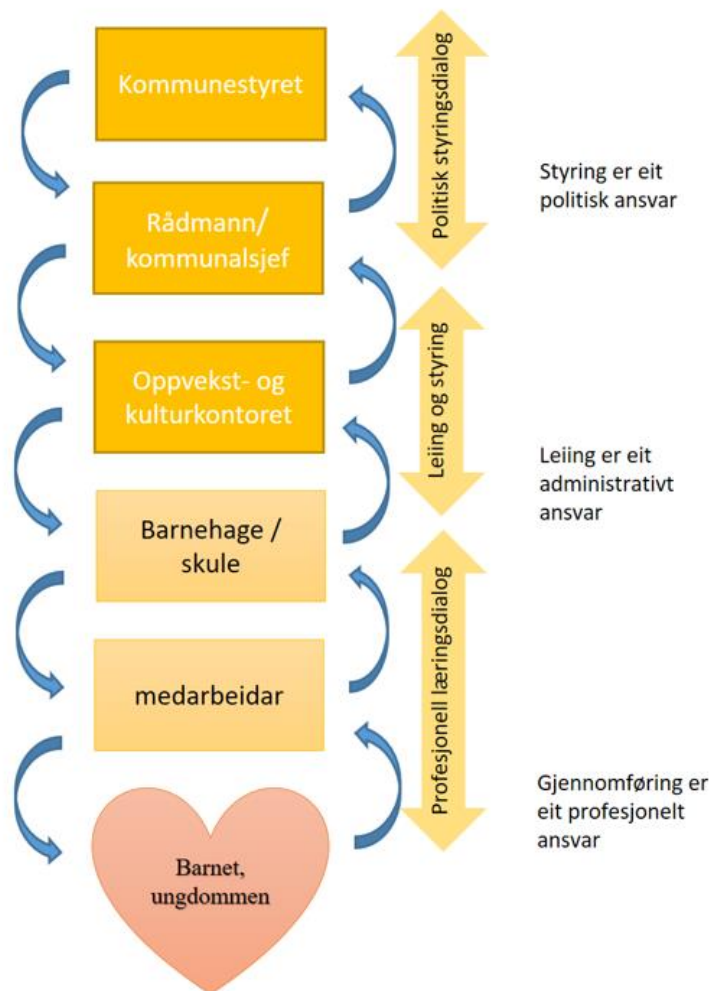 Kommunestyret
Rådmann/
kommunalsjef
Oppvekst- og
kulturkontoret
Barnehage /
skule
medarbeidar
Barnet,
ungdommen
Politisk styringsdialog
Leiing og styring
Profesjonell læringsdialog
Styring er eit
politisk ansvar
Leiing er eit
administrativt
ansvar
Gjennomføring er
eit profesjonelt
ansvar